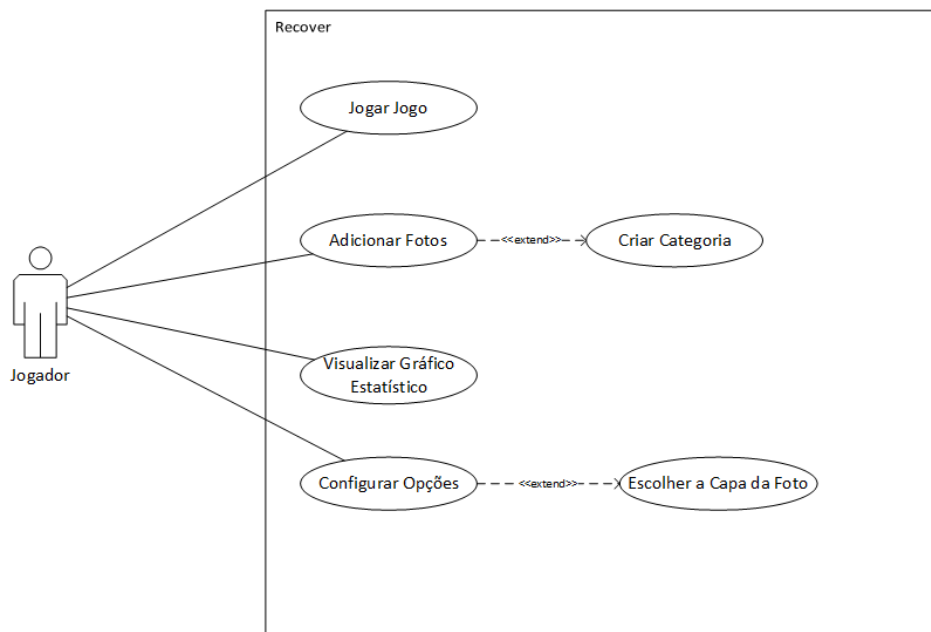 Recover
Jogar Jogo
Adicionar Fotos
<<extend>>
Criar Categoria
Jogador
Visualizar Gráfico
Estatístico
Configurar Opções
<<extend>>
Escolher a Capa da Foto